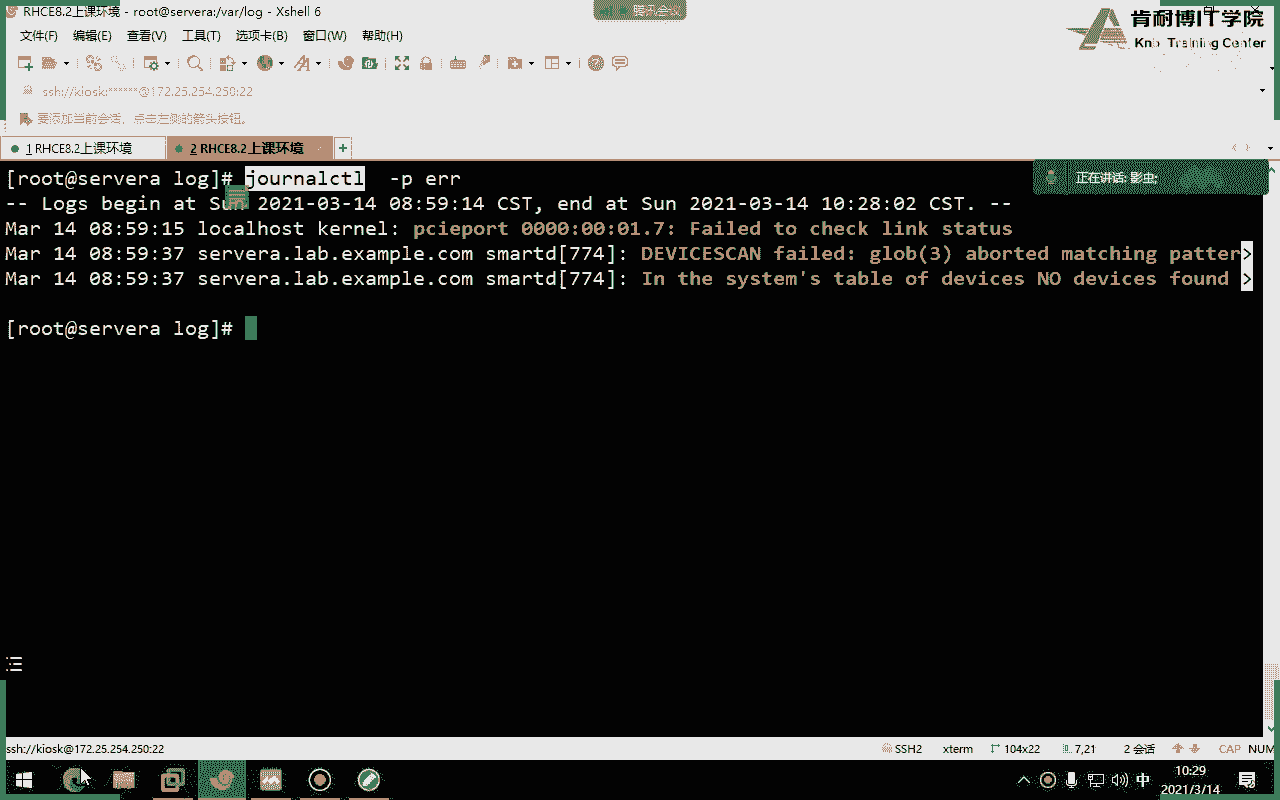 RHCE8.2上课环境 - root@servera:/var/log - Xshell 6
腾讯会议
肯耐博IT学院
Training Center
文件(F) 编辑(E) 查看(V) 工具(T) 选项卡(B) 窗口(W) 帮助(H)
ssh://kiosk:******@172.25.254.250:22
要添加当前会话，点击左侧的箭头按钮。
1 RHCE8.2上课环境 2 RHCE8.2上课环境 +
正在讲话: 影虫;
[root@servera log]# journalctl -p err
-- Logs begin at Sun 2021-03-14 08:59:14 CST, end at Sun 2021-03-14 10:28:02 CST. --
Mar 14 08:59:15 localhost kernel: pcieport 0000:00:01.7: Failed to check link status
Mar 14 08:59:37 servera.lab.example.com smartd[774]: DEVICESCAN failed: glob(3) aborted matching patter>
Mar 14 08:59:37 servera.lab.example.com smartd[774]: In the system's table of devices NO devices found >
[root@servera log]#
ssh://kiosk@172.25.254.250:22 SSH2 xterm 104x22 7,21 2 会话 CAP NUM
中 10:29
2021/3/14